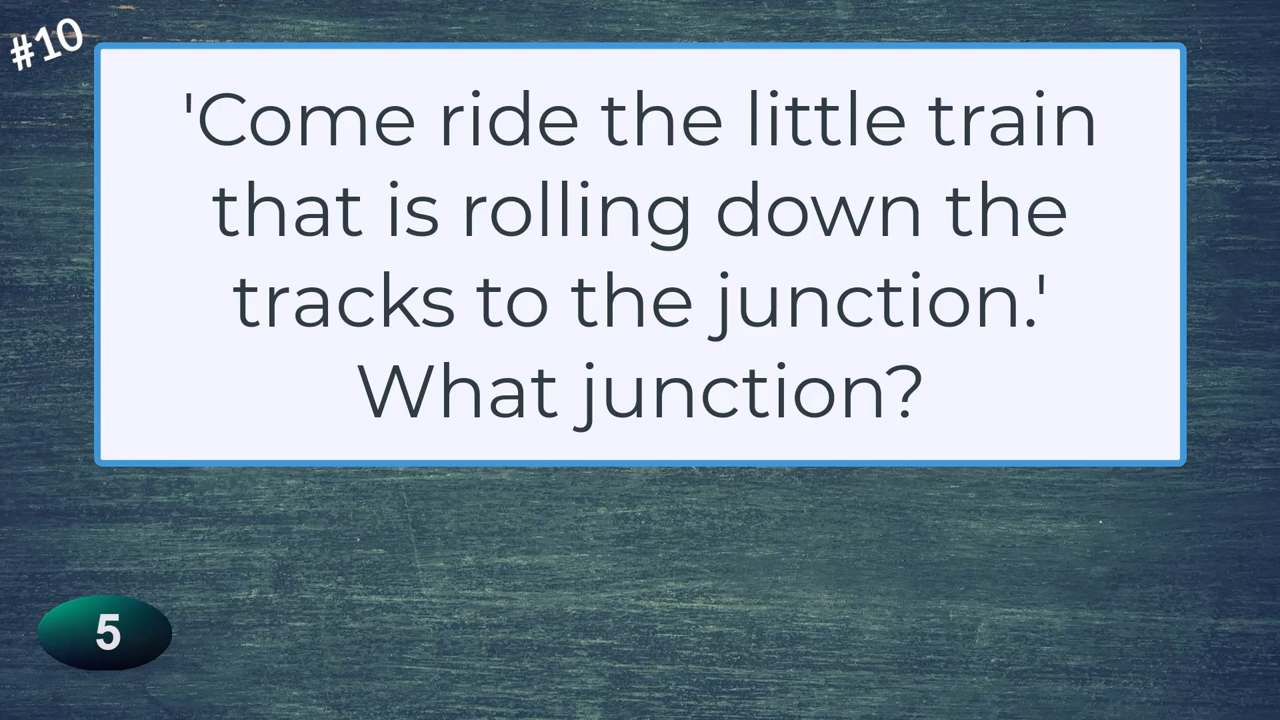 #10
'Come ride the little train
that is rolling down the
tracks to the junction.'
What junction?
5